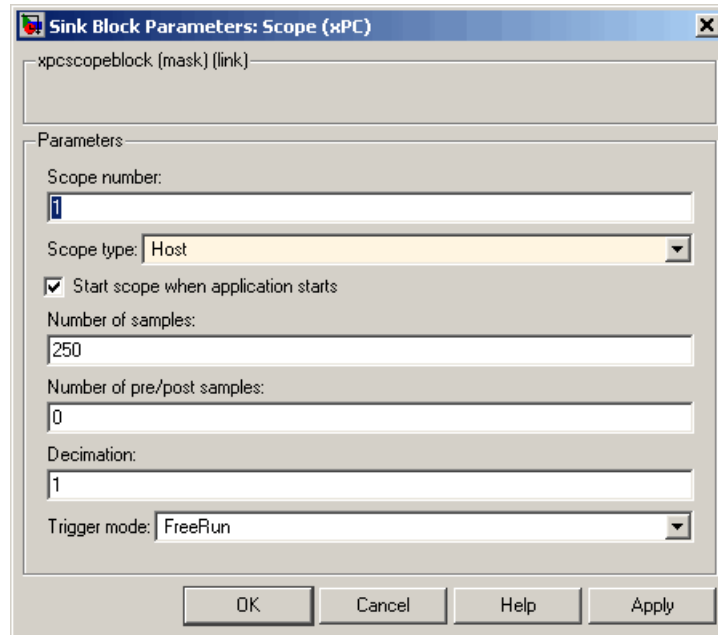 Sink Block Parameters: Scope (xPC)
xpcscopeblock (mask) (link)
Parameters
Scope number:
1
Scope type: Host
Start scope when application starts
Number of samples:
250
Number of pre/post samples:
0
Decimation:
1
Trigger mode: FreeRun
OK Cancel Help Apply